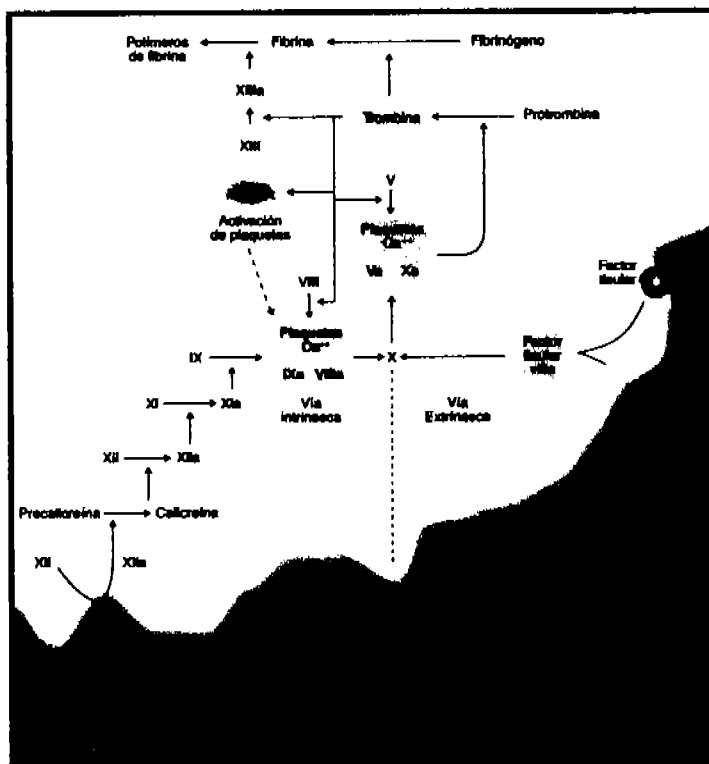 Polímeros
de fibrina
Fibrina
Fibrinógeno
XIIIa
Trombina
Protrombina
XIII
V
Activación
de plaquetas
Plaquetas
Ca++
Va Xa
Factor
tisular
VIII
Plaquetas
Ca++
IX
IXa VIIIa
X
Factor
tisular
VIIa
XI
XIa
Vía
intrínseca
Vía
Extrínseca
XII
XIIa
Precalicreína
Calicreína
XII
XIIa